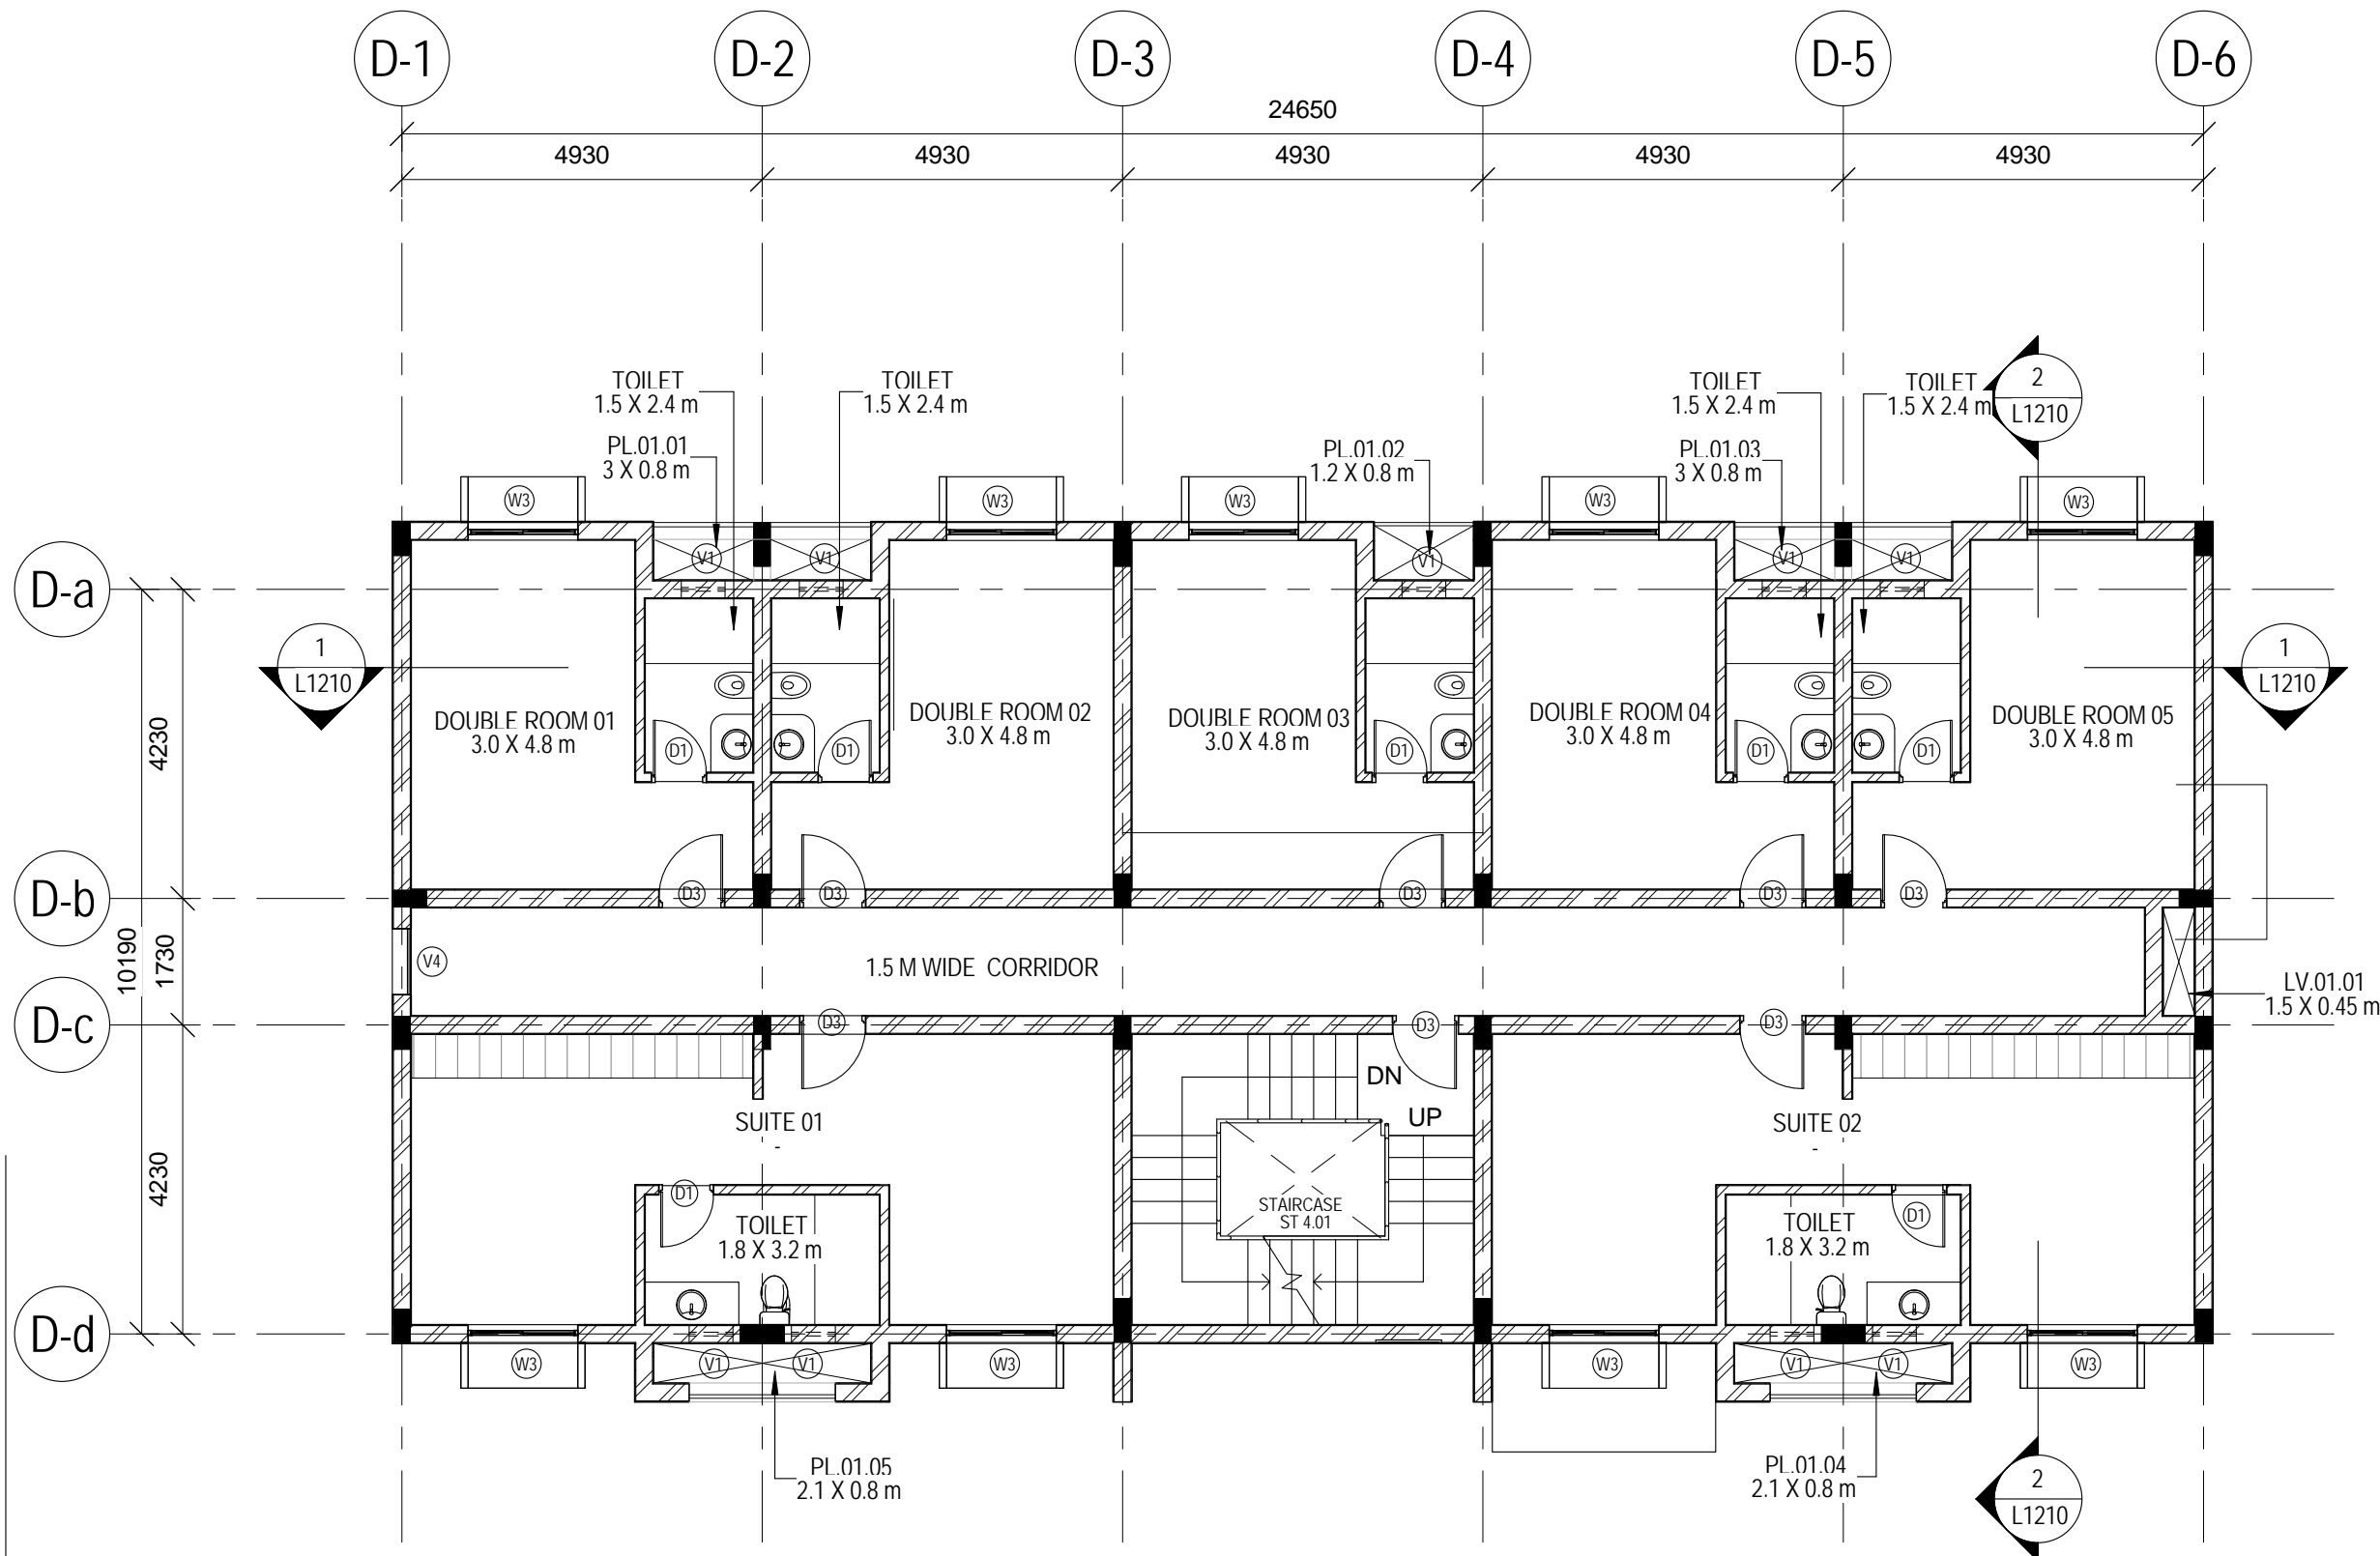 D-1 D-2 D-3 D-4 D-5 D-6
24650
4930 4930 4930 4930 4930
2
L1210
TOILET
1.5 X 2.4 m
TOILET
1.5 X 2.4 m
TOILET
1.5 X 2.4 m
TOILET
1.5 X 2.4 m
PL.01.01
3 X 0.8 m
PL.01.02
1.2 X 0.8 m
PL.01.03
3 X 0.8 m
W3 W3 W3 W3 W3
V1 V1 V1 V1 V1
D-a
1
L1210
1
L1210
4230
DOUBLE ROOM 01
3.0 X 4.8 m
DOUBLE ROOM 02
3.0 X 4.8 m
DOUBLE ROOM 03
3.0 X 4.8 m
DOUBLE ROOM 04
3.0 X 4.8 m
DOUBLE ROOM 05
3.0 X 4.8 m
D1 D1 D1 D1 D1
D-b
D3 D3 D3 D3 D3
10190
1730
V4
1.5 M WIDE CORRIDOR
LV.01.01
1.5 X 0.45 m
D-c
D3 D3 D3
DN
UP
SUITE 01
-
SUITE 02
-
4230
D1
TOILET
1.8 X 3.2 m
STAIRCASE
ST 4.01
TOILET
1.8 X 3.2 m
D1
D-d
W3 V1 V1 W3 W3 V1 V1 W3
PL.01.05
2.1 X 0.8 m
PL.01.04
2.1 X 0.8 m
2
L1210